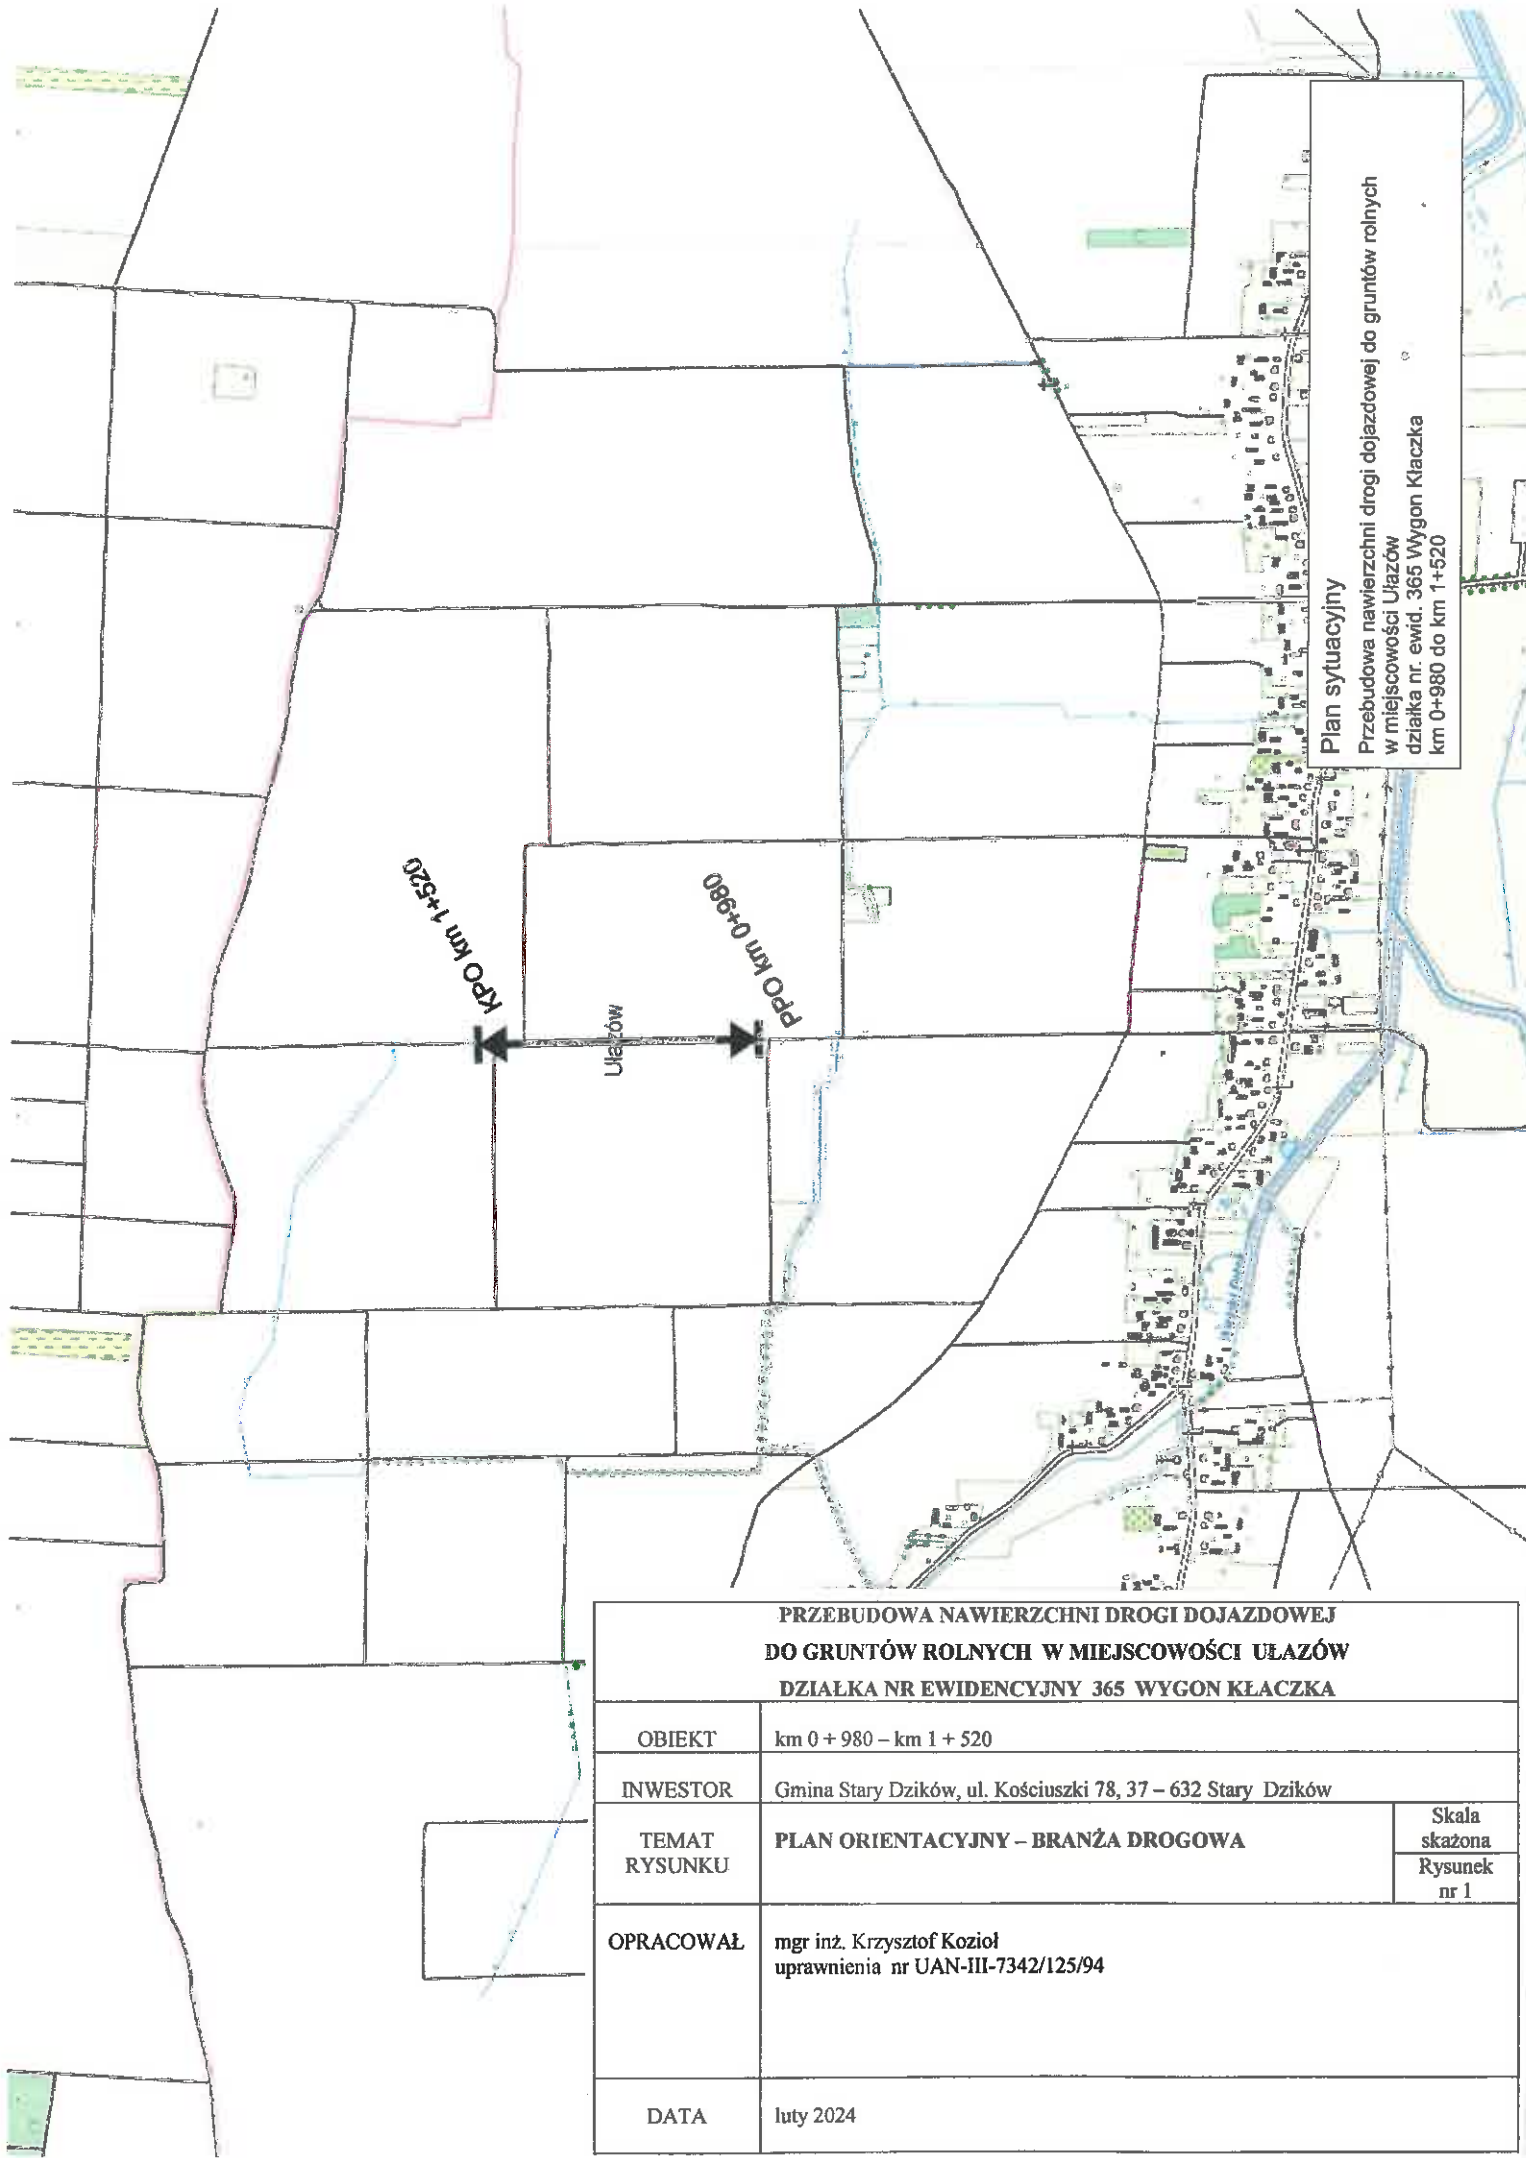 KPO km 1+520
PPO km 0+980
Ułazów
Plan sytuacyjny
Przebudowa nawierzchni drogi dojazdowej do gruntów rolnych
w miejscowości Ułazów
działka nr. ewid. 365 Wygon Kłaczka
km 0+980 do km 1+520
PRZEBUDOWA NAWIERZCHNI DROGI DOJAZDOWEJ
DO GRUNTÓW ROLNYCH W MIEJSCOWOŚCI UŁAZÓW
DZIAŁKA NR EWIDENCYJNY 365 WYGON KŁACZKA
OBIEKT
km 0 + 980 – km 1 + 520
INWESTOR
Gmina Stary Dzików, ul. Kościuszki 78, 37 – 632 Stary Dzików
TEMAT
RYSUNKU
PLAN ORIENTACYJNY – BRANŻA DROGOWA
Skala
skażona
Rysunek
nr 1
OPRACOWAŁ
mgr inż. Krzysztof Kozioł
uprawnienia nr UAN-III-7342/125/94
DATA
luty 2024